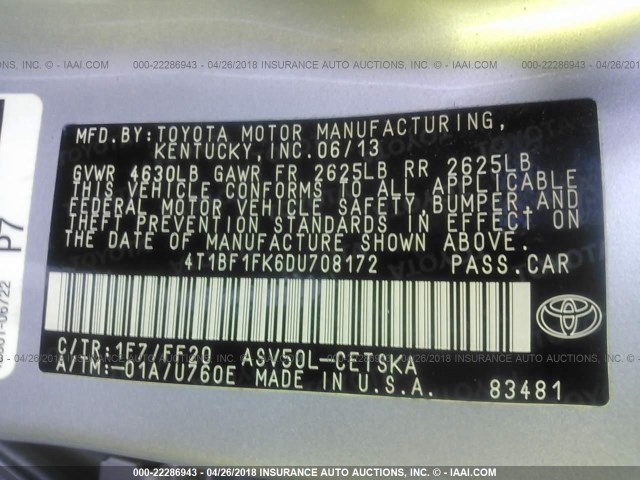 000-22286943 - 04/26/2018 INSURANCE AUTO AUCTIONS, INC. - © IAAI.COM
MFD.BY:TOYOTA MOTOR MANUFACTURING,
KENTUCKY,INC.06/13
GVWR 4630LB GAWR FR 2625LB RR 2625LB
THIS VEHICLE CONFORMS TO ALL APPLICABLE
FEDERAL MOTOR VEHICLE SAFETY,BUMPER,AND
THEFT PREVENTION STANDARDS IN EFFECT ON
THE DATE OF MANUFACTURE SHOWN ABOVE.
4T1BF1FK6DU708172 PASS.CAR
C/TR:1F7/FF20 ASV50L-CETSKA
A/TM:-01A/U760E MADE IN U.S.A. 83481
TOYOTA
P7
000-22286943 - 04/26/2018 INSURANCE AUTO AUCTIONS, INC. - © IAAI.COM